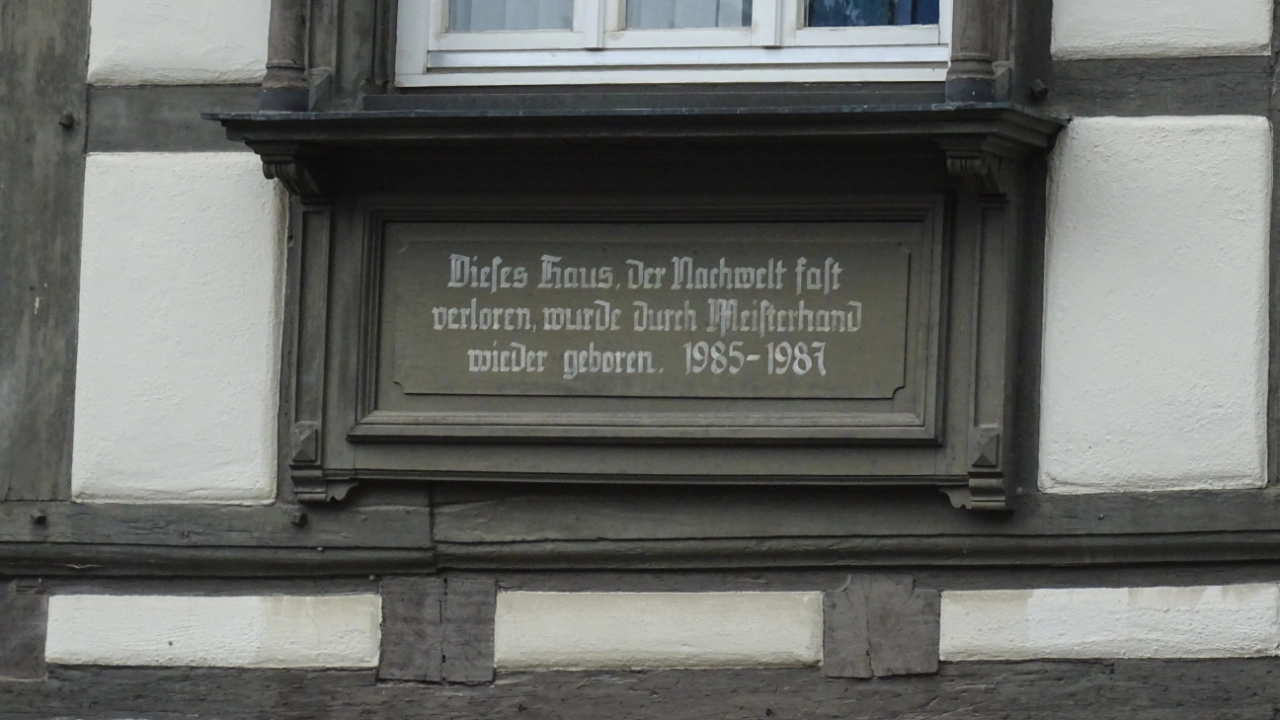 Dieses Haus, der Nachwelt fast
verloren, wurde durch Meisterhand
wieder geboren. 1985-1987